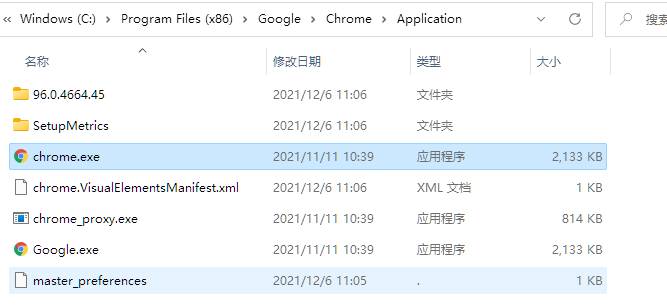 « Windows (C:) › Program Files (x86) › Google › Chrome › Application 搜索
名称 修改日期 类型 大小
96.0.4664.45 2021/12/6 11:06 文件夹
SetupMetrics 2021/12/6 11:06 文件夹
chrome.exe 2021/11/11 10:39 应用程序 2,133 KB
chrome.VisualElementsManifest.xml 2021/12/6 11:06 XML 文档 1 KB
chrome_proxy.exe 2021/11/11 10:39 应用程序 814 KB
Google.exe 2021/11/11 10:39 应用程序 2,133 KB
master_preferences 2021/12/6 11:05 . 1 KB